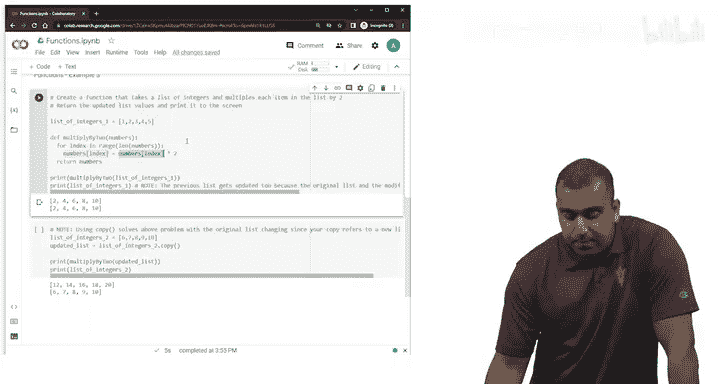 Functions.ipynb - Colaboratory
Incognito
Functions.ipynb
File Edit View Insert Runtime Tools Help All changes saved
Comment Share A
+ Code + Text
RAM
Disk
Editing
Functions - Example 3
# Create a function that takes a list of integers and multiplies each item in the list by 2
# Return the updated list values and print it to the screen
list_of_integers_1 = [1,2,3,4,5]
def multiplyByTwo(numbers):
for index in range(len(numbers)):
numbers[index] = numbers[index] * 2
return numbers
print(multiplyByTwo(list_of_integers_1))
print(list_of_integers_1) # NOTE: The previous list gets updated too because the original list and the modif
[2, 4, 6, 8, 10]
[2, 4, 6, 8, 10]
[ ] # NOTE: Using copy() solves above problem with the original list changing since your copy refers to a new li
list_of_integers_2 = [6,7,8,9,10]
updated_list = list_of_integers_2.copy()
print(multiplyByTwo(updated_list))
print(list_of_integers_2)
[12, 14, 16, 18, 20]
[6, 7, 8, 9, 10]
completed at 3:53 PM
bilibili